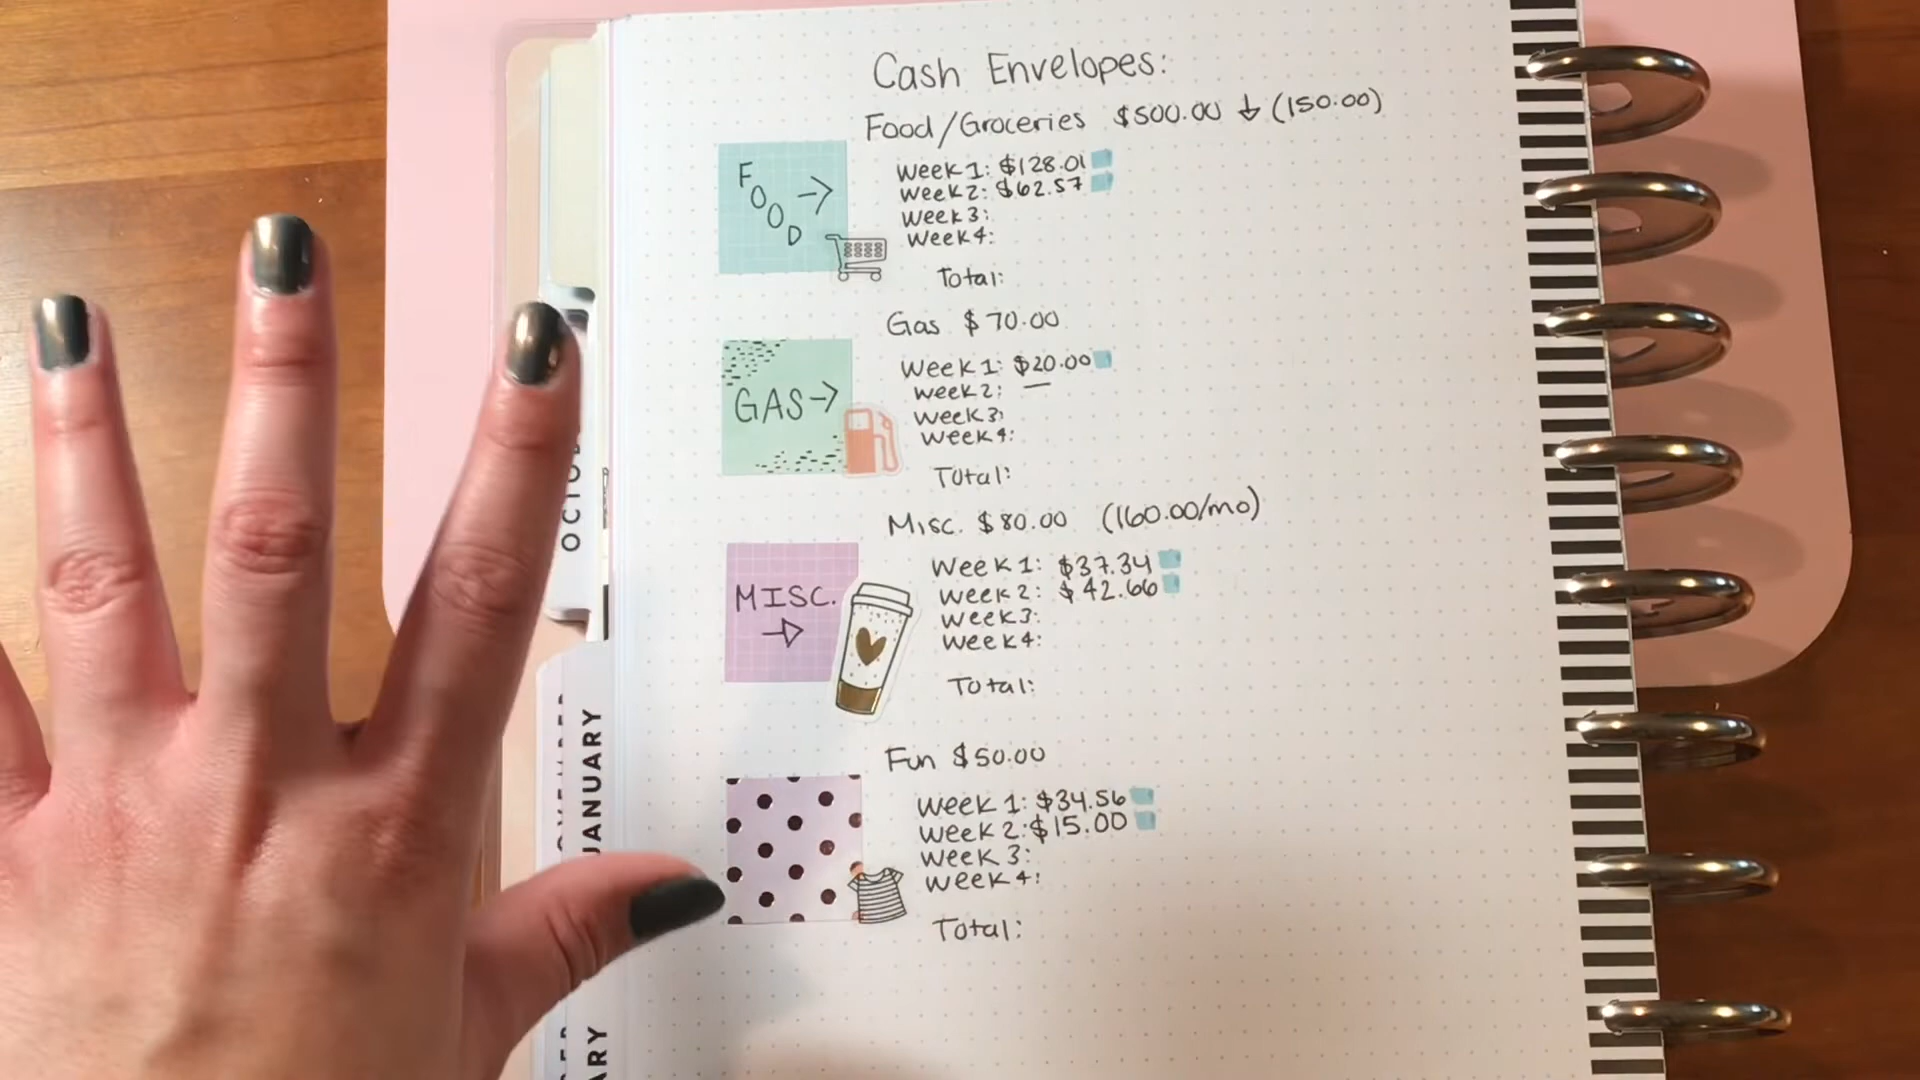 Cash Envelopes:
Food/Groceries $500.00 ↓ (150.00)
FOOD →
Week 1: $128.01
Week 2: $62.57
Week 3:
Week 4:
Total:
Gas $70.00
GAS →
Week 1: $20.00
Week 2: —
Week 3:
Week 4:
Total:
Misc. $80.00 (160.00/mo)
MISC. →
Week 1: $37.34
Week 2: $42.66
Week 3:
Week 4:
Total:
Fun $50.00
Week 1: $34.56
Week 2: $15.00
Week 3:
Week 4:
Total:
JANUARY